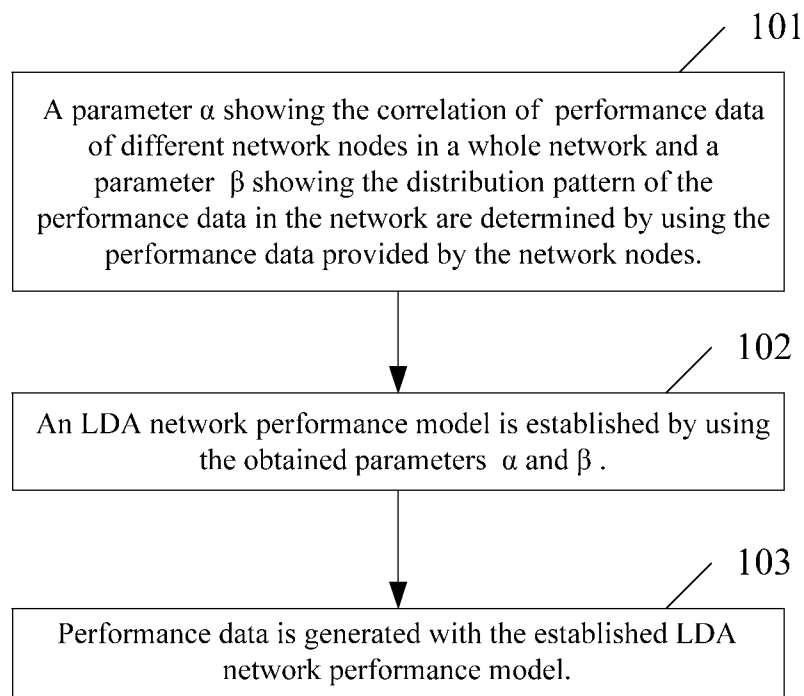 101
A parameter α showing the correlation of performance data
of different network nodes in a whole network and a
parameter β showing the distribution pattern of the
performance data in the network are determined by using the
performance data provided by the network nodes.
102
An LDA network performance model is established by using
the obtained parameters α and β .
103
Performance data is generated with the established LDA
network performance model.